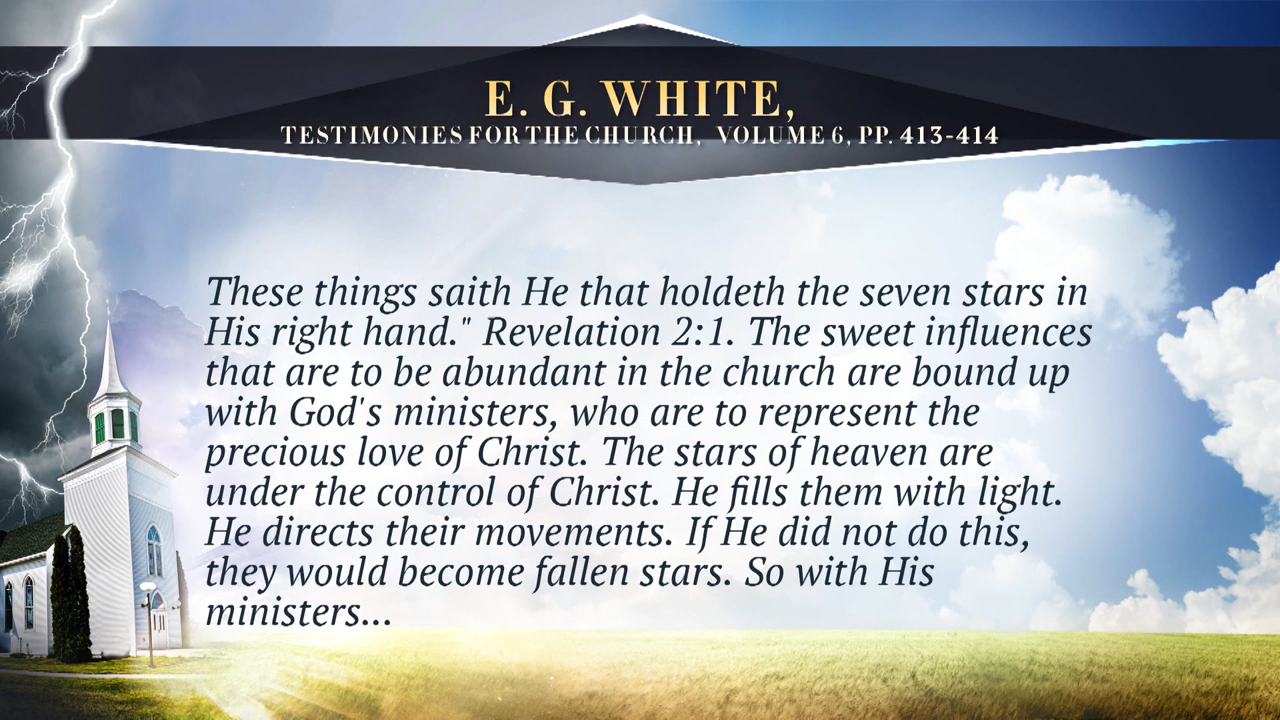 E. G. WHITE,
TESTIMONIES FOR THE CHURCH, VOLUME 6, PP. 413-414
These things saith He that holdeth the seven stars in
His right hand." Revelation 2:1. The sweet influences
that are to be abundant in the church are bound up
with God's ministers, who are to represent the
precious love of Christ. The stars of heaven are
under the control of Christ. He fills them with light.
He directs their movements. If He did not do this,
they would become fallen stars. So with His
ministers...